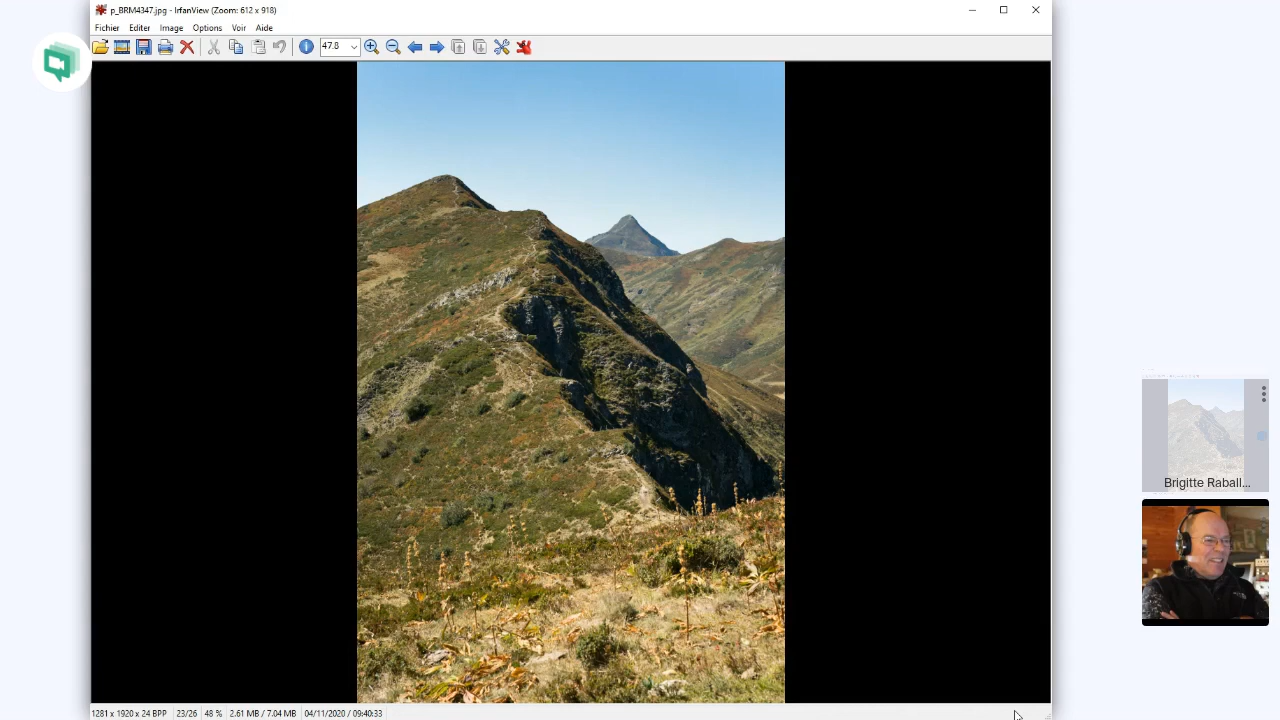 p_BRM4347.jpg - IrfanView (Zoom: 612 x 918)
Fichier Editer Image Options Voir Aide
47.8
Brigitte Raball...
1281 x 1920 x 24 BPP 23/26 48 % 2.61 MB / 7.04 MB 04/11/2020 / 09:40:33